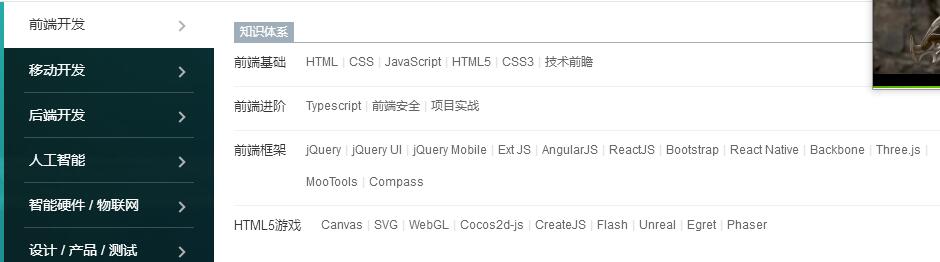 前端开发
移动开发
后端开发
人工智能
智能硬件 / 物联网
设计 / 产品 / 测试
知识体系
前端基础 HTML | CSS | JavaScript | HTML5 | CSS3 | 技术前瞻
前端进阶 Typescript | 前端安全 | 项目实战
前端框架 jQuery | jQuery UI | jQuery Mobile | Ext JS | AngularJS | ReactJS | Bootstrap | React Native | Backbone | Three.js |
MooTools | Compass
HTML5游戏 Canvas | SVG | WebGL | Cocos2d-js | CreateJS | Flash | Unreal | Egret | Phaser